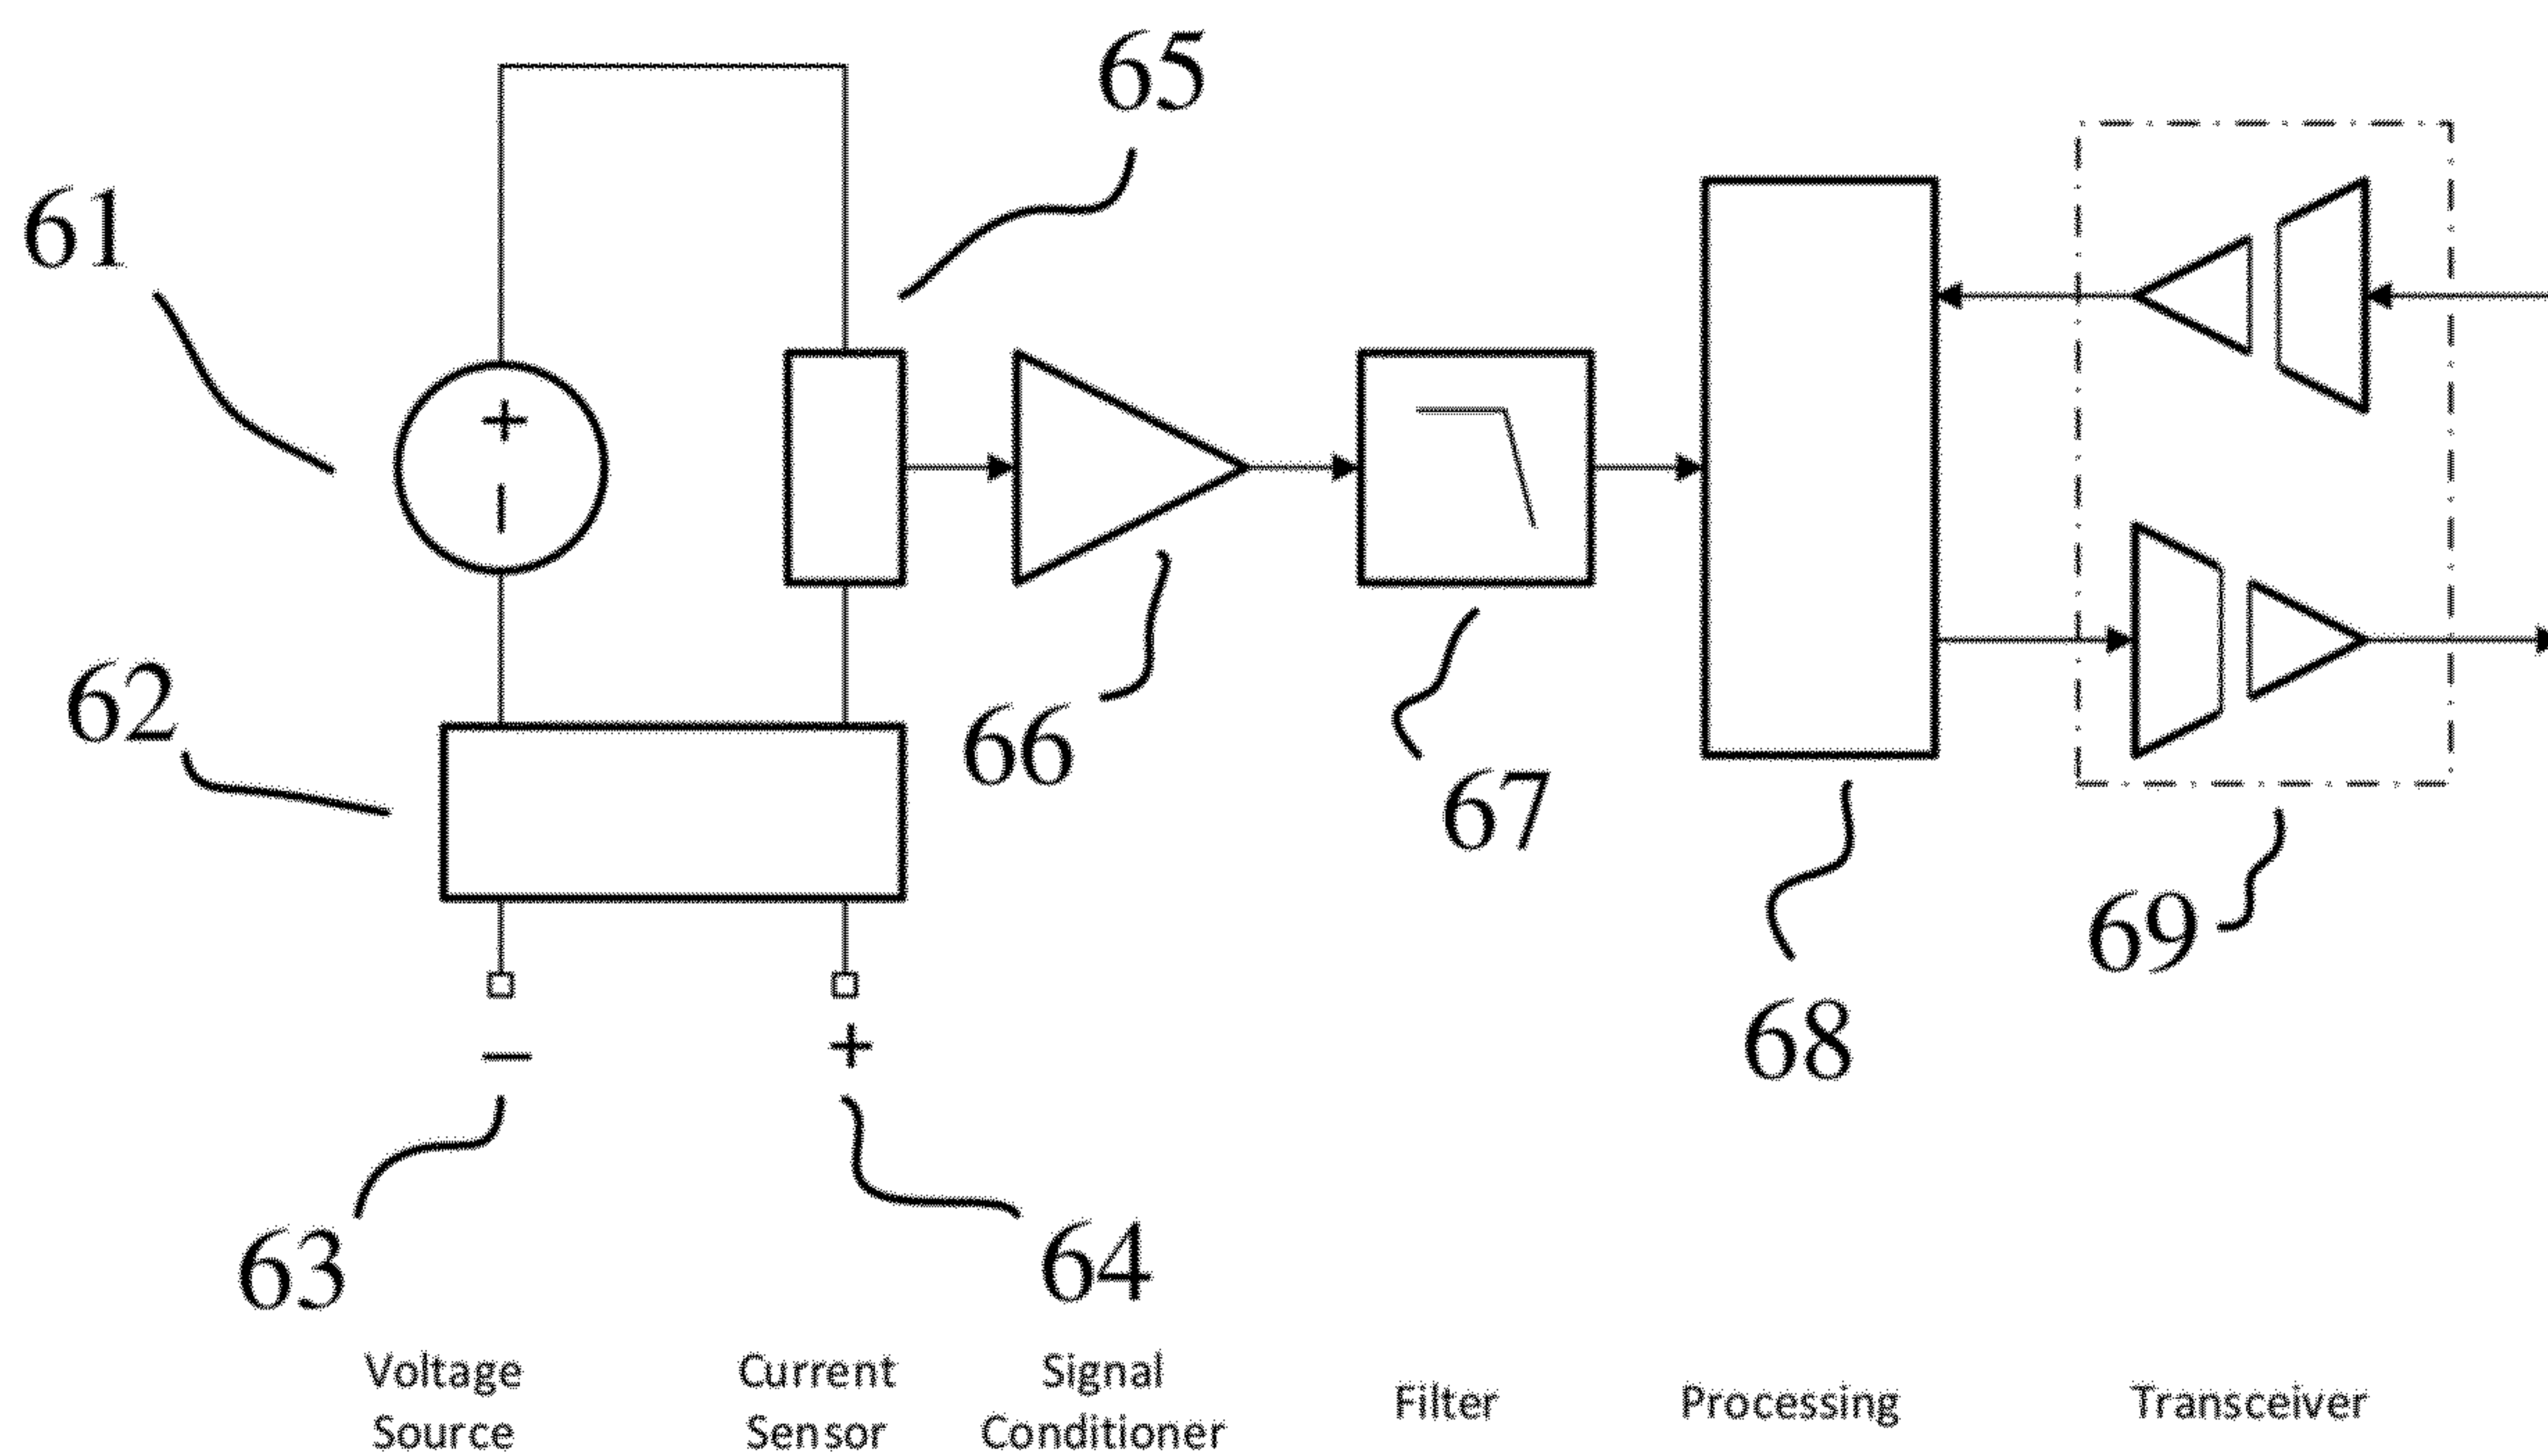 65
61
+
−
62
66
67
69
−
+
68
63
64
Voltage Source
Current Sensor
Signal Conditioner
Filter
Processing
Transceiver